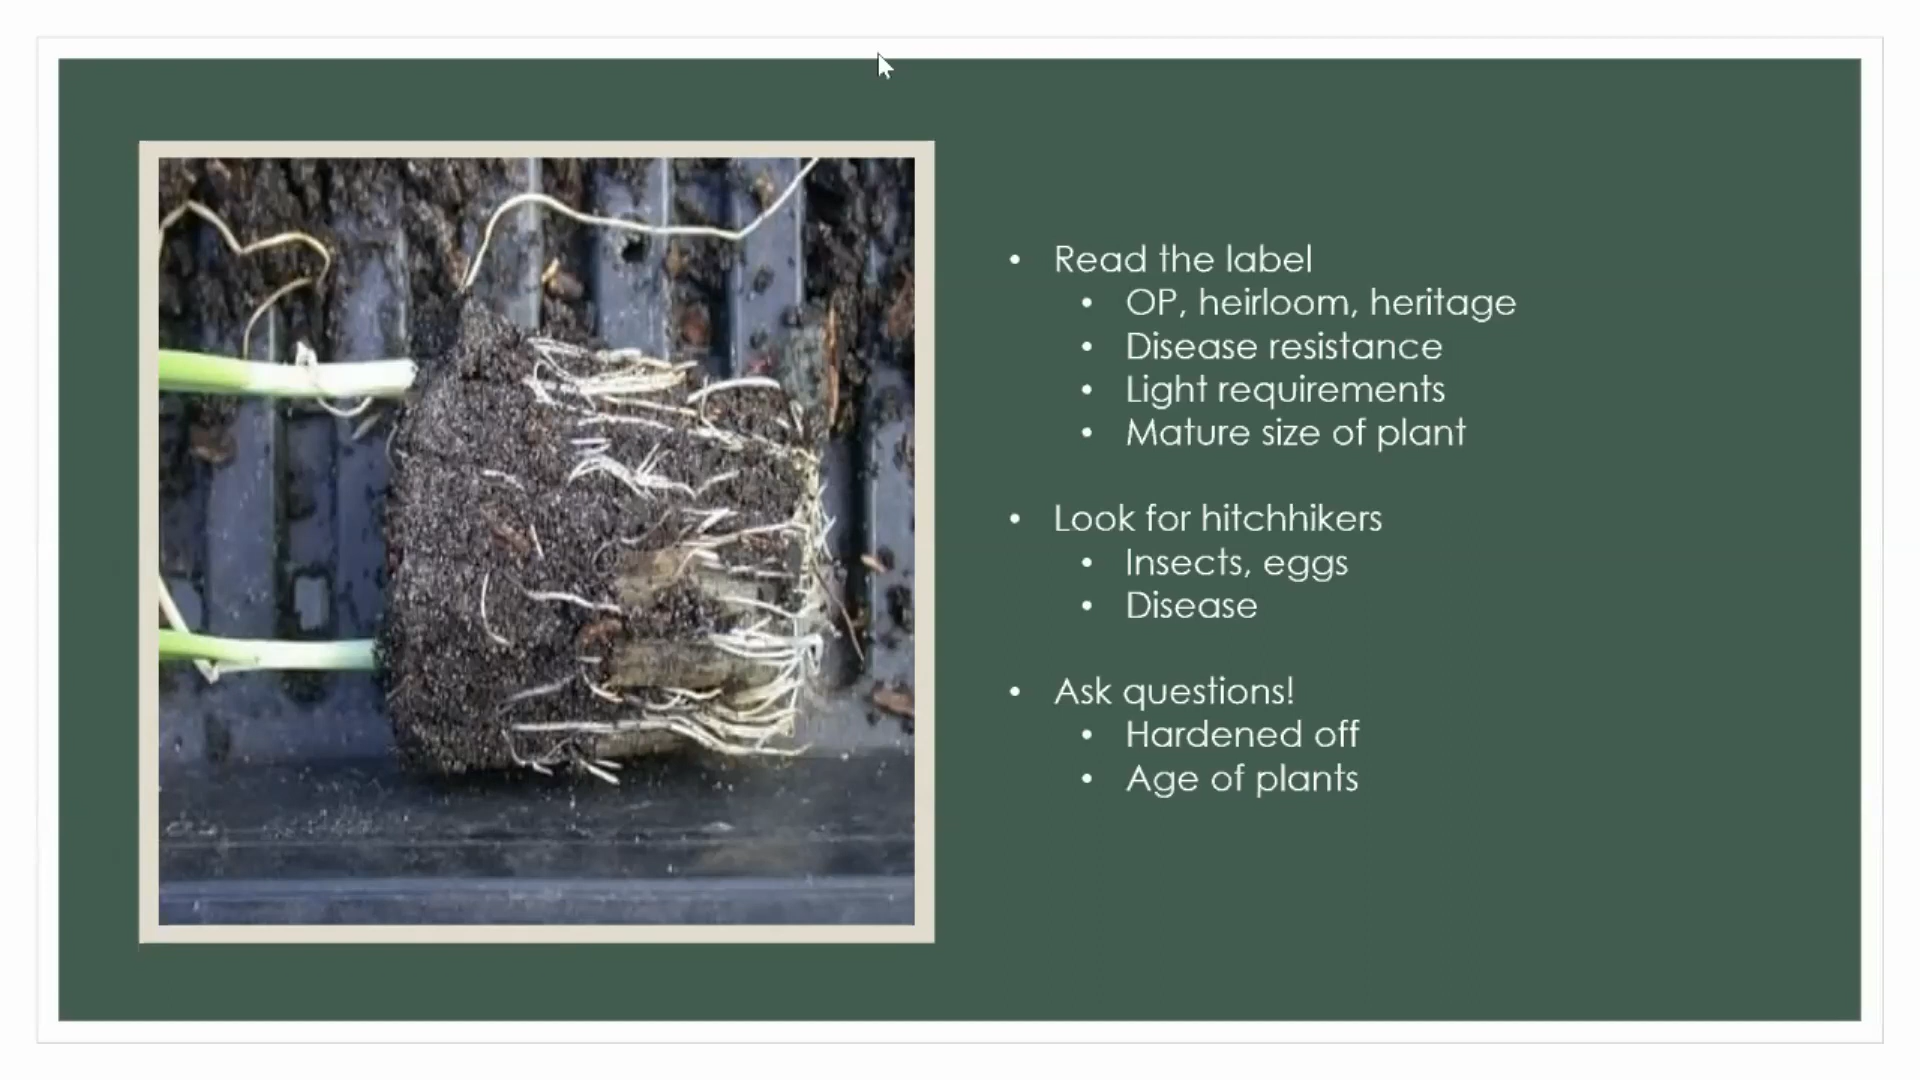 • Read the label
• OP, heirloom, heritage
• Disease resistance
• Light requirements
• Mature size of plant
• Look for hitchhikers
• Insects, eggs
• Disease
• Ask questions!
• Hardened off
• Age of plants